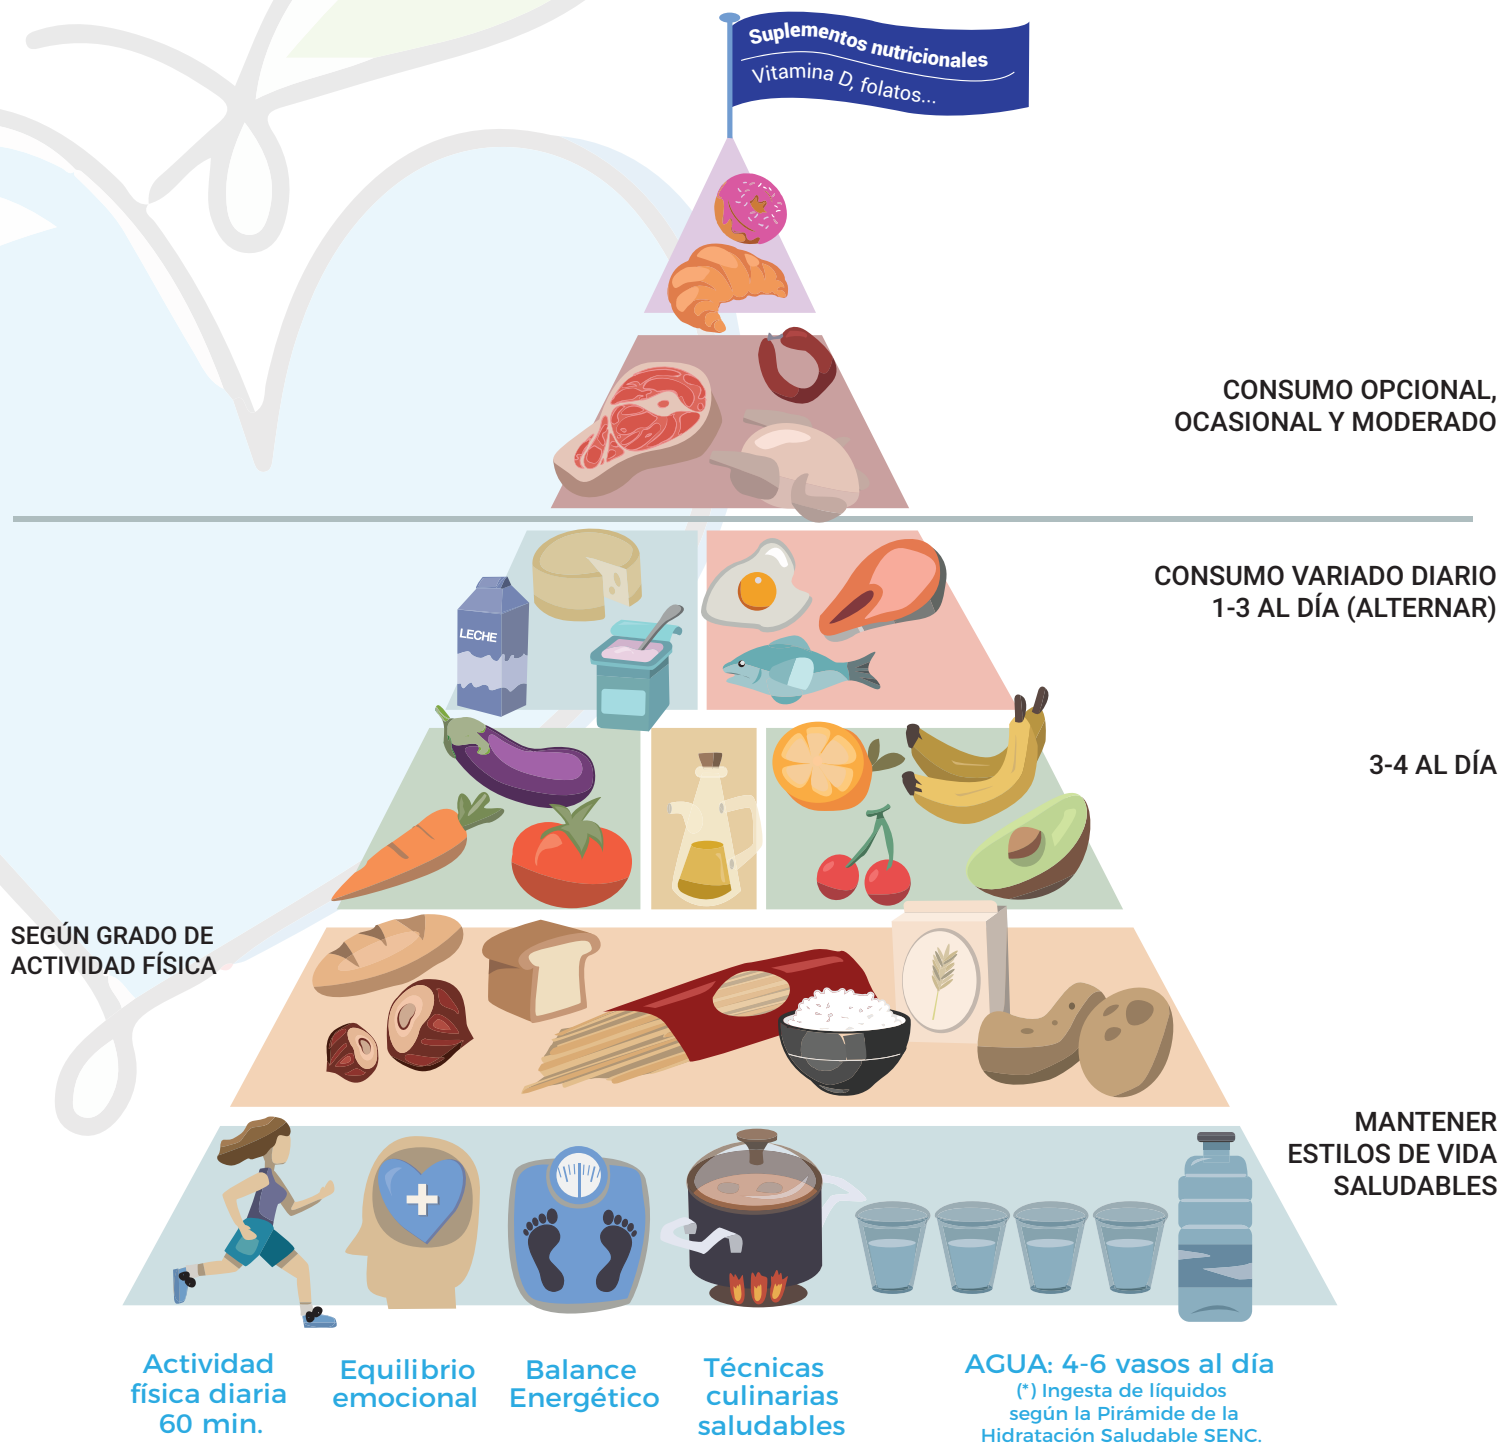 Suplementos nutricionales
Vitamina D, folatos...
CONSUMO OPCIONAL,
OCASIONAL Y MODERADO
CONSUMO VARIADO DIARIO
1-3 AL DÍA (ALTERNAR)
LECHE
3-4 AL DÍA
SEGÚN GRADO DE
ACTIVIDAD FÍSICA
MANTENER
ESTILOS DE VIDA
SALUDABLES
Actividad
física diaria
60 min.
Equilibrio
emocional
Balance
Energético
Técnicas
culinarias
saludables
AGUA: 4-6 vasos al día
(*) Ingesta de líquidos
según la Pirámide de la
Hidratación Saludable SENC.